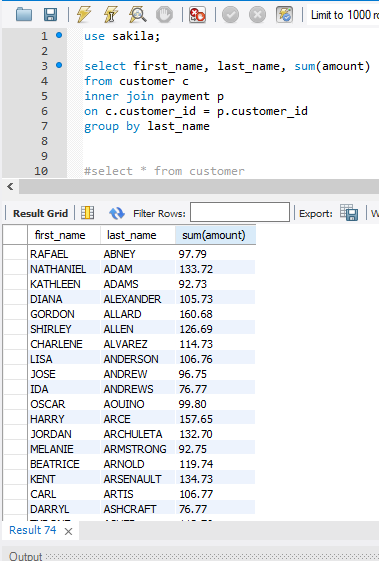 Limit to 1000 ro
1 use sakila;
2
3 select first_name, last_name, sum(amount)
4 from customer c
5 inner join payment p
6 on c.customer_id = p.customer_id
7 group by last_name
8
9
10 #select * from customer
Result Grid Filter Rows: Export: W
first_name last_name sum(amount)
RAFAEL ABNEY 97.79
NATHANIEL ADAM 133.72
KATHLEEN ADAMS 92.73
DIANA ALEXANDER 105.73
GORDON ALLARD 160.68
SHIRLEY ALLEN 126.69
CHARLENE ALVAREZ 114.73
LISA ANDERSON 106.76
JOSE ANDREW 96.75
IDA ANDREWS 76.77
OSCAR AQUINO 99.80
HARRY ARCE 157.65
JORDAN ARCHULETA 132.70
MELANIE ARMSTRONG 92.75
BEATRICE ARNOLD 119.74
KENT ARSENAULT 134.73
CARL ARTIS 106.77
DARRYL ASHCRAFT 76.77
Result 74
Output